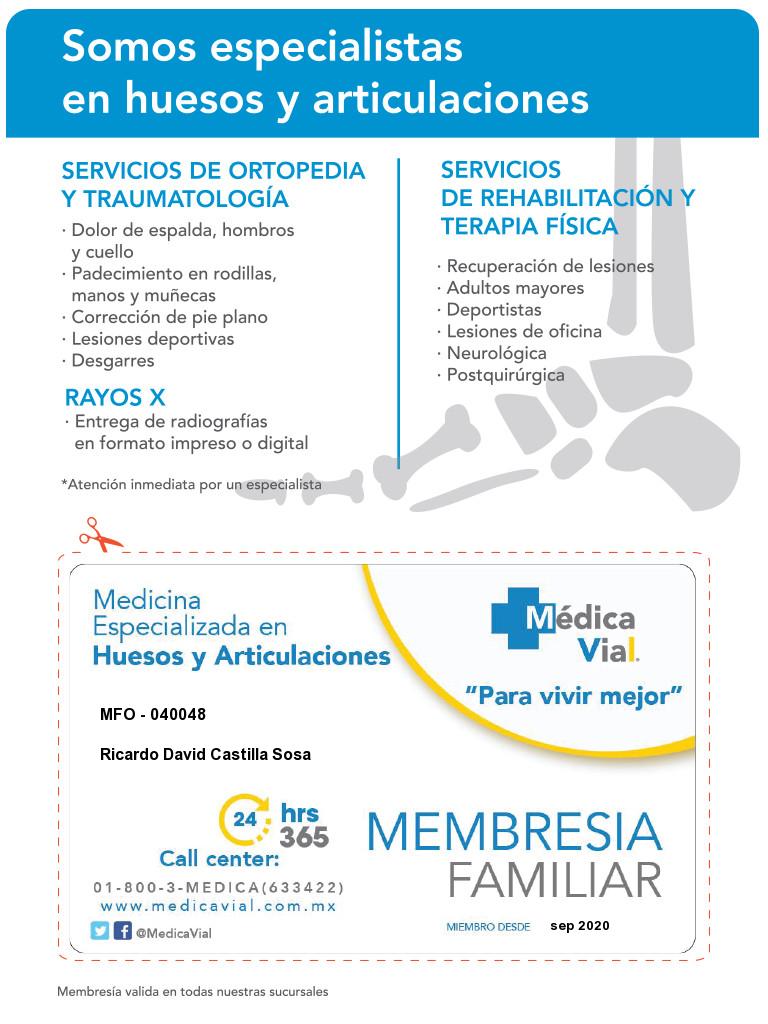 Somos especialistas
en huesos y articulaciones
SERVICIOS DE ORTOPEDIA
Y TRAUMATOLOGÍA
· Dolor de espalda, hombros
y cuello
· Padecimiento en rodillas,
manos y muñecas
· Corrección de pie plano
· Lesiones deportivas
· Desgarres
RAYOS X
· Entrega de radiografías
en formato impreso o digital
*Atención inmediata por un especialista
SERVICIOS
DE REHABILITACIÓN Y
TERAPIA FÍSICA
· Recuperación de lesiones
· Adultos mayores
· Deportistas
· Lesiones de oficina
· Neurológica
· Postquirúrgica
Medicina
Especializada en
Huesos y Articulaciones
Médica
Vial.
“Para vivir mejor”
MFO - 040048
Ricardo David Castilla Sosa
24 hrs
365
Call center:
01-800-3-MEDICA(633422)
www.medicavial.com.mx
@MedicaVial
MEMBRESIA
FAMILIAR
MIEMBRO DESDE sep 2020
Membresía valida en todas nuestras sucursales